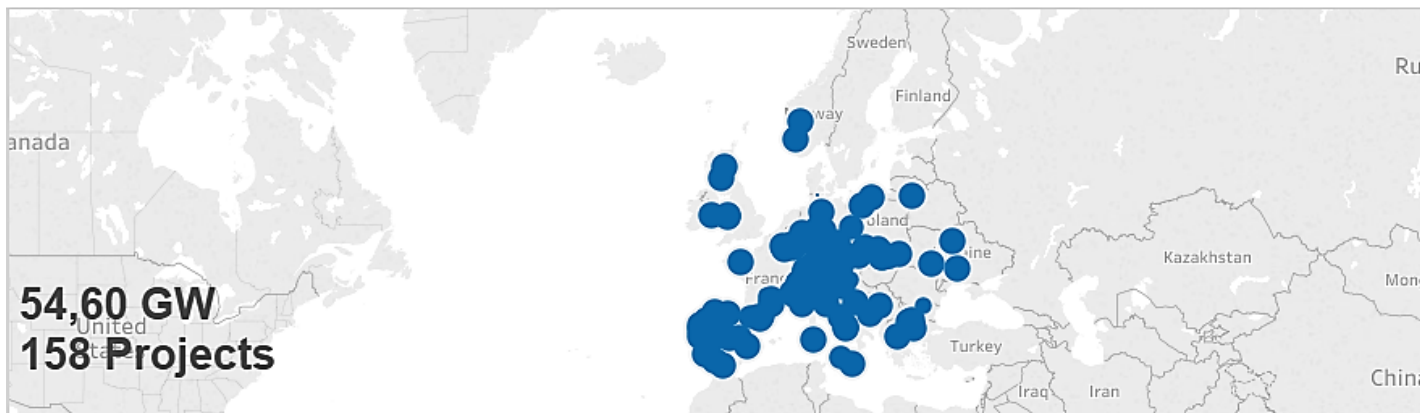 Sweden
Finland
Norway
Ru
anada
Poland
Ukraine
Kazakhstan
France
Mon
54,60 GW
United
States
158 Projects
Turkey
Iraq
Iran
China